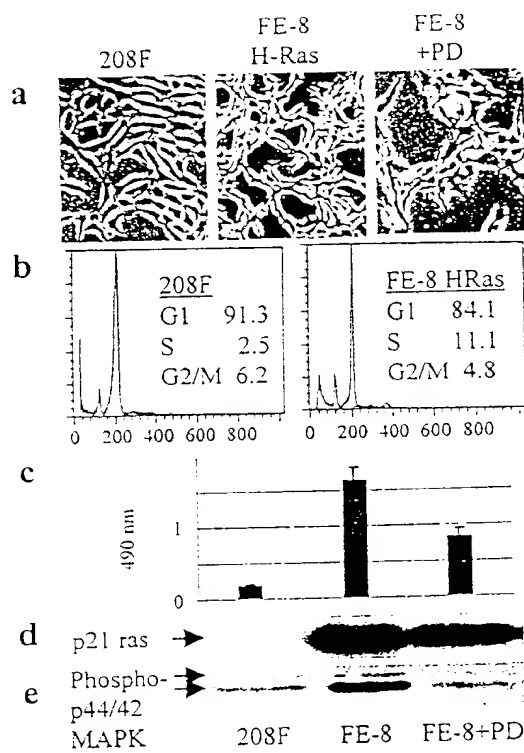 208F
FE-8
H-Ras
FE-8
+PD
a
b
208F
G1 91.3
S 2.5
G2/M 6.2
FE-8 HRas
G1 84.1
S 11.1
G2/M 4.8
0 200 400 600 800
0 200 400 600 800
c
490 nm
1
0
d p21 ras
e Phospho-
p44/42
MAPK
208F FE-8 FE-8+PD